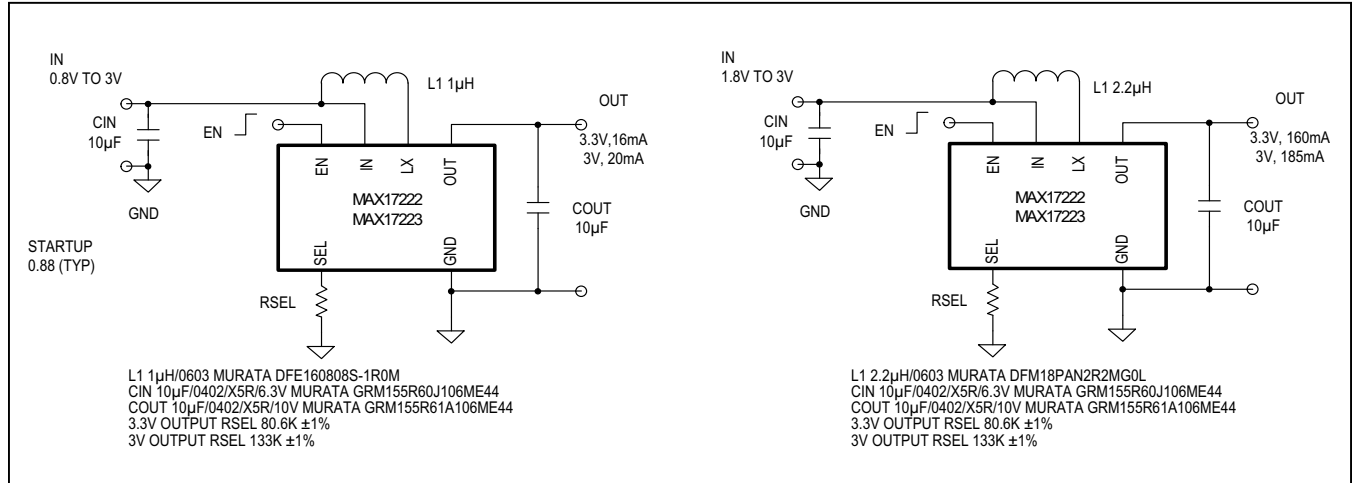 IN
0.8V TO 3V
L1 1µH
OUT
CIN
10µF
EN
3.3V,16mA
3V, 20mA
EN
IN
LX
OUT
MAX17222
MAX17223
COUT
10µF
GND
STARTUP
0.88 (TYP)
SEL
GND
RSEL
L1 1µH/0603 MURATA DFE160808S-1R0M
CIN 10µF/0402/X5R/6.3V MURATA GRM155R60J106ME44
COUT 10µF/0402/X5R/10V MURATA GRM155R61A106ME44
3.3V OUTPUT RSEL 80.6K ±1%
3V OUTPUT RSEL 133K ±1%
IN
1.8V TO 3V
L1 2.2µH
OUT
CIN
10µF
EN
3.3V, 160mA
3V, 185mA
EN
IN
LX
OUT
MAX17222
MAX17223
COUT
10µF
GND
SEL
GND
RSEL
L1 2.2µH/0603 MURATA DFM18PAN2R2MG0L
CIN 10µF/0402/X5R/6.3V MURATA GRM155R60J106ME44
COUT 10µF/0402/X5R/10V MURATA GRM155R61A106ME44
3.3V OUTPUT RSEL 80.6K ±1%
3V OUTPUT RSEL 133K ±1%